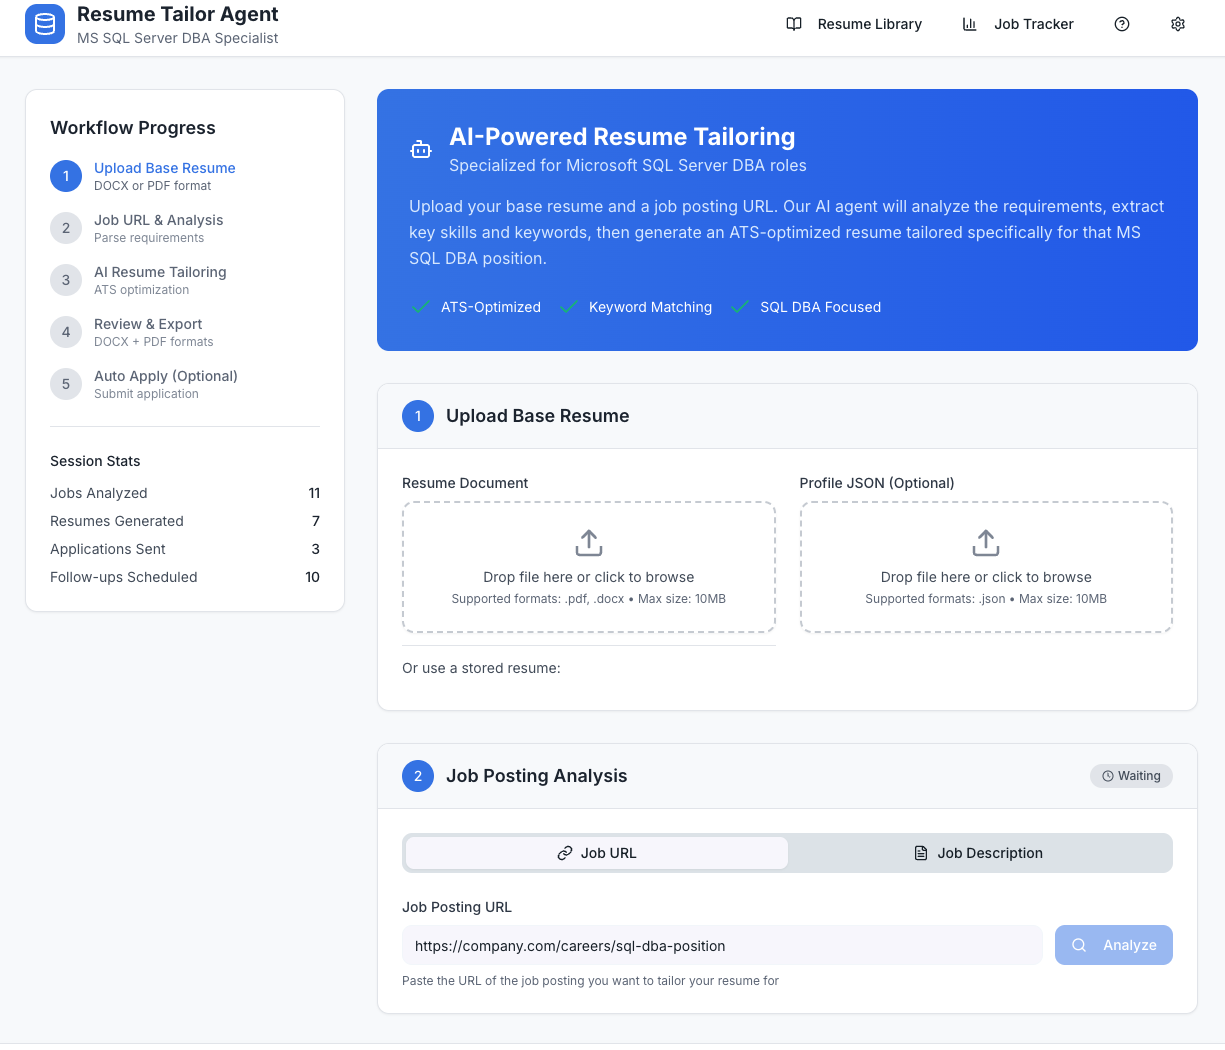 Resume Tailor Agent
MS SQL Server DBA Specialist
Resume Library
Job Tracker
Workflow Progress
1
Upload Base Resume
DOCX or PDF format
2
Job URL & Analysis
Parse requirements
3
AI Resume Tailoring
ATS optimization
4
Review & Export
DOCX + PDF formats
5
Auto Apply (Optional)
Submit application
Session Stats
Jobs Analyzed 11
Resumes Generated 7
Applications Sent 3
Follow-ups Scheduled 10
AI-Powered Resume Tailoring
Specialized for Microsoft SQL Server DBA roles
Upload your base resume and a job posting URL. Our AI agent will analyze the requirements, extract
key skills and keywords, then generate an ATS-optimized resume tailored specifically for that MS
SQL DBA position.
ATS-Optimized
Keyword Matching
SQL DBA Focused
1 Upload Base Resume
Resume Document
Drop file here or click to browse
Supported formats: .pdf, .docx • Max size: 10MB
Or use a stored resume:
Profile JSON (Optional)
Drop file here or click to browse
Supported formats: .json • Max size: 10MB
2 Job Posting Analysis
Waiting
Job URL
Job Description
Job Posting URL
https://company.com/careers/sql-dba-position
Analyze
Paste the URL of the job posting you want to tailor your resume for